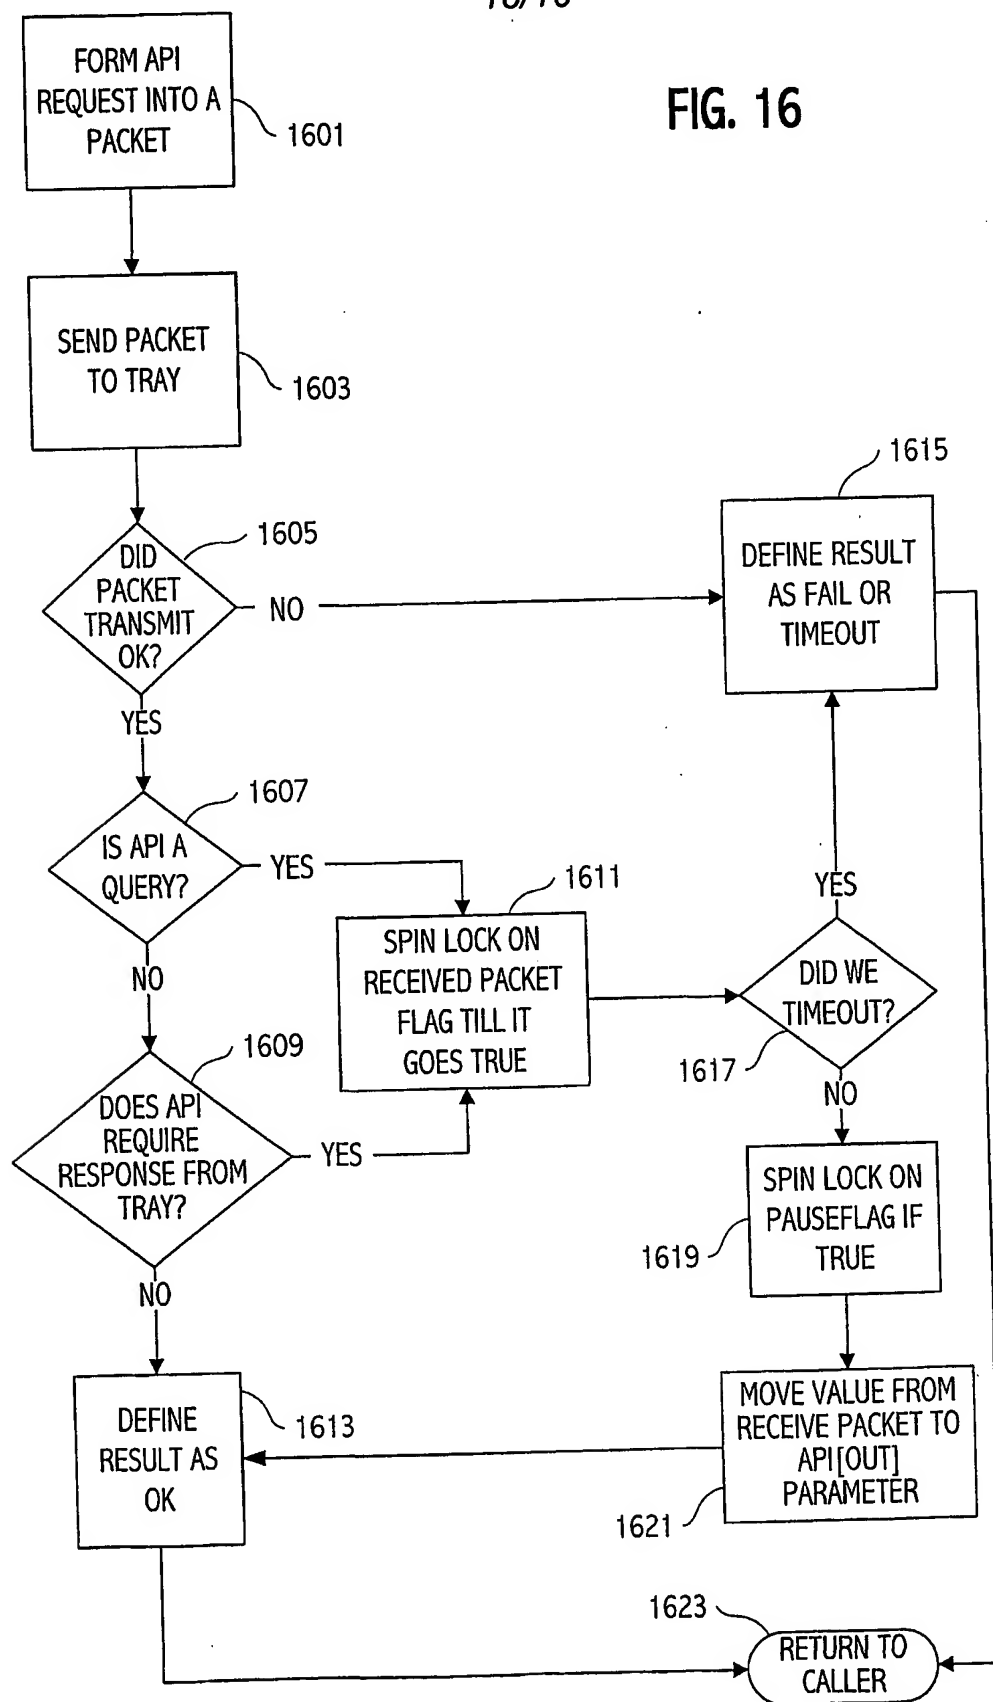 FIG. 16
FORM API
REQUEST INTO A
PACKET
1601
SEND PACKET
TO TRAY
1603
DID
PACKET
TRANSMIT
OK?
1605
NO
YES
DEFINE RESULT
AS FAIL OR
TIMEOUT
1615
IS API A
QUERY?
1607
YES
NO
SPIN LOCK ON
RECEIVED PACKET
FLAG TILL IT
GOES TRUE
1611
YES
DID WE
TIMEOUT?
1617
NO
DOES API
REQUIRE
RESPONSE FROM
TRAY?
1609
YES
NO
SPIN LOCK ON
PAUSEFLAG IF
TRUE
1619
DEFINE
RESULT AS
OK
1613
MOVE VALUE FROM
RECEIVE PACKET TO
API[OUT]
PARAMETER
1621
1623
RETURN TO
CALLER